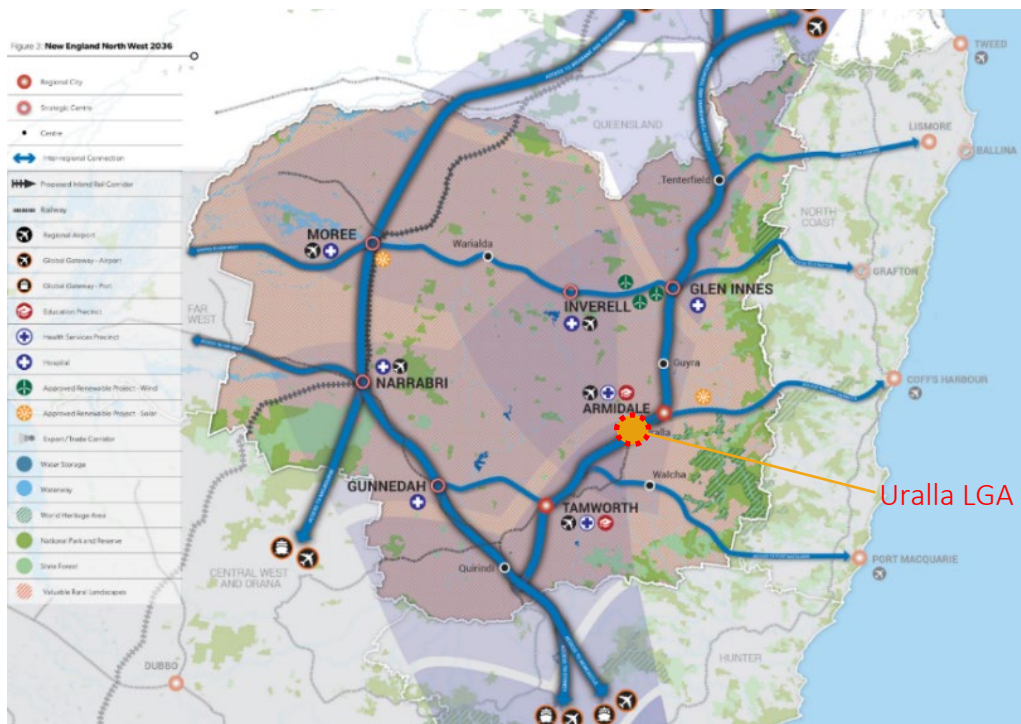 Figure 3: New England North West 2036
Regional City
Strategic Centre
Centre
Inter-regional Connection
Proposed Inland Rail Corridor
Railway
Regional Airport
Global Gateway - Airport
Global Gateway - Port
Education Precinct
Health Services Precinct
Hospital
Approved Renewable Project - Wind
Approved Renewable Project - Solar
Export/Trade Corridor
Water Storage
Waterway
World Heritage Area
National Park and Reserve
State Forest
Valuable Rural Landscapes
TWEED
QUEENSLAND
LISMORE
BALLINA
Tenterfield
NORTH
COAST
MOREE
Warialda
GRAFTON
INVERELL
GLEN INNES
FAR
WEST
Guyra
NARRABRI
COFFS HARBOUR
ARMIDALE
ralla
Walcha
Uralla LGA
GUNNEDAH
TAMWORTH
PORT MACQUARIE
Quirindi
CENTRAL WEST
AND ORANA
HUNTER
DUBBO